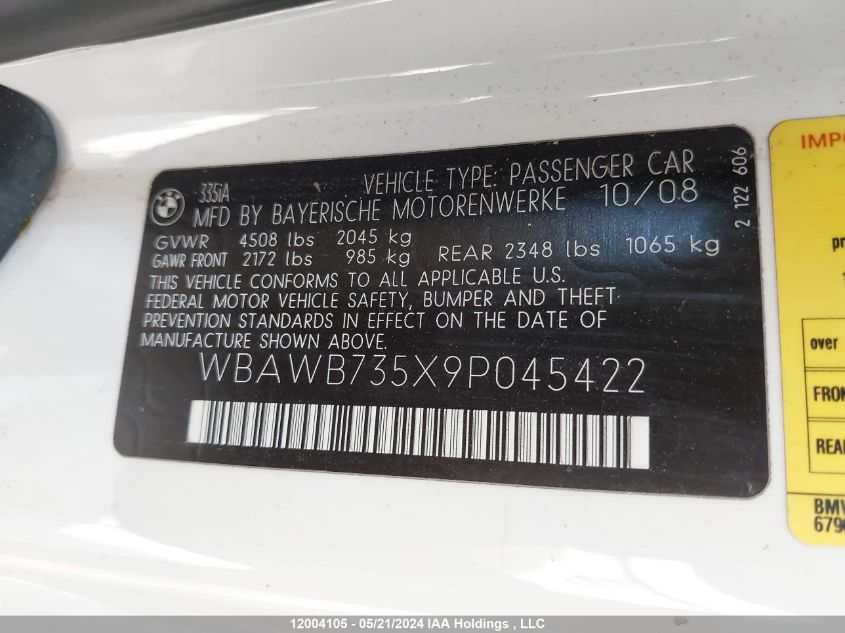 BMW
335iA
VEHICLE TYPE: PASSENGER CAR
MFD BY BAYERISCHE MOTORENWERKE 10/08
GVWR 4508 lbs 2045 kg
GAWR FRONT 2172 lbs 985 kg REAR 2348 lbs 1065 kg
THIS VEHICLE CONFORMS TO ALL APPLICABLE U.S.
FEDERAL MOTOR VEHICLE SAFETY, BUMPER AND THEFT
PREVENTION STANDARDS IN EFFECT ON THE DATE OF
MANUFACTURE SHOWN ABOVE.
WBAWB735X9P045422
2 122 606
over
BMW
12004105 - 05/21/2024 IAA Holdings , LLC